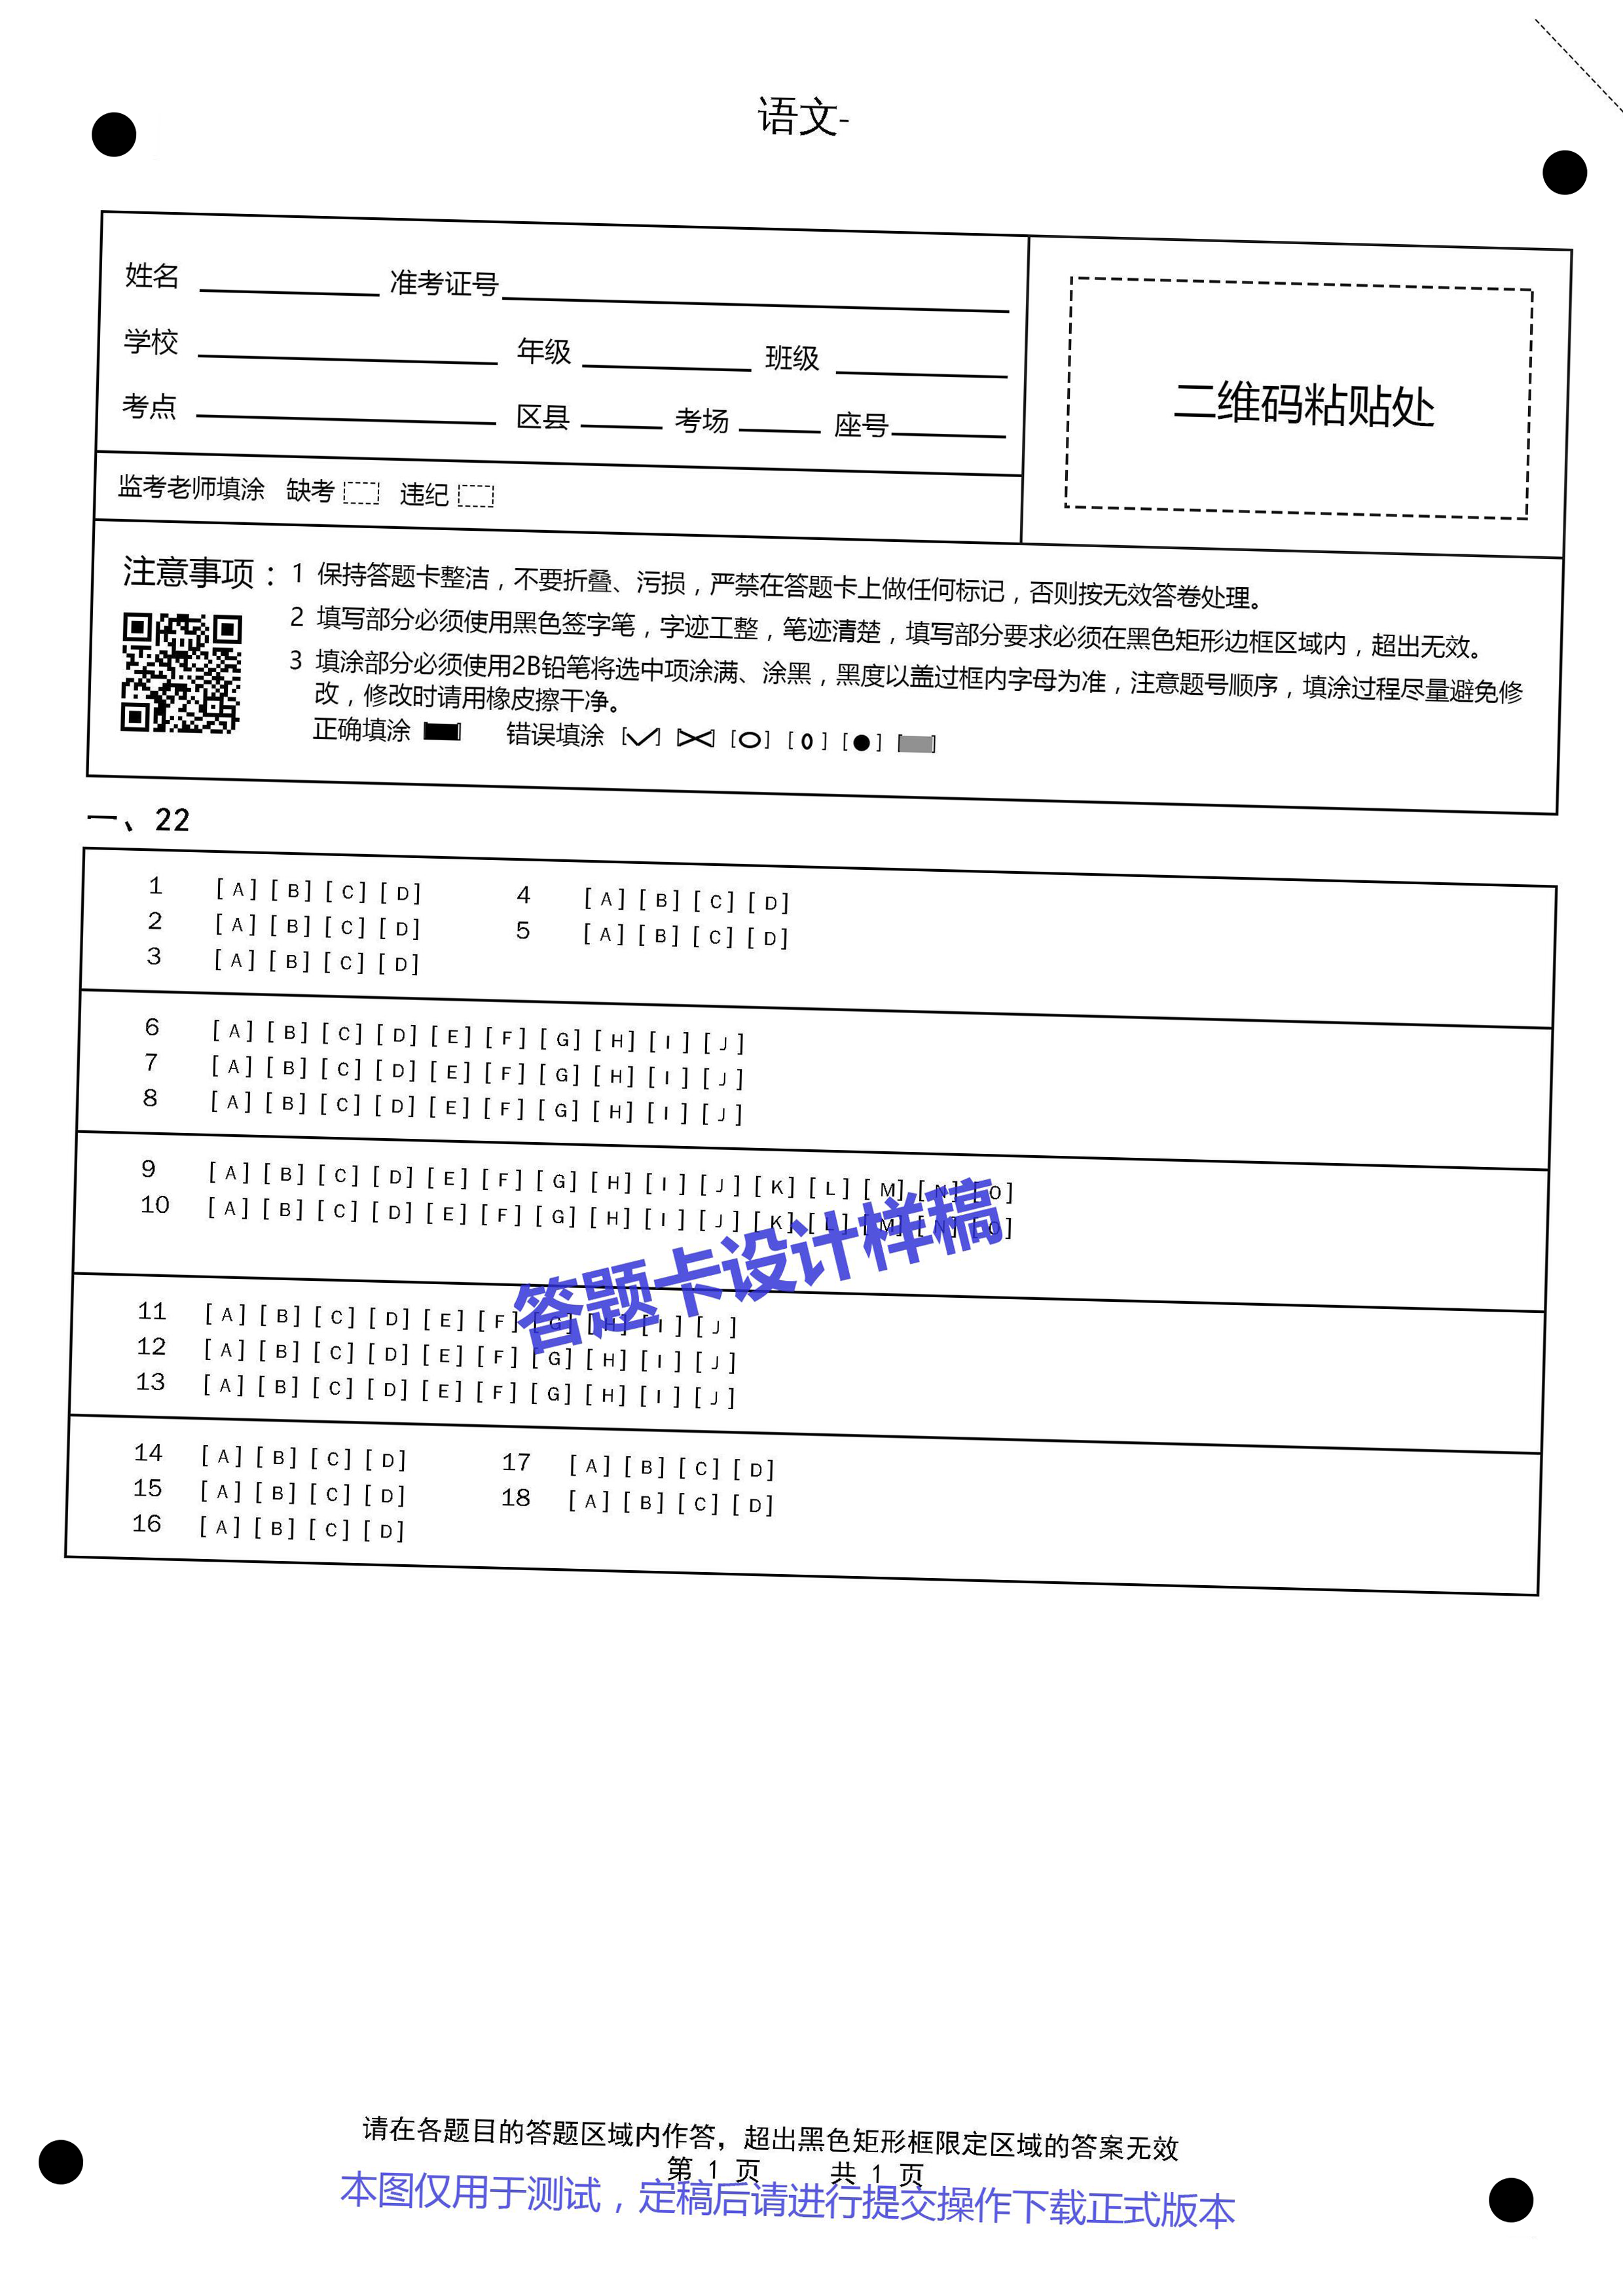 语文-
姓名 准考证号
学校 年级 班级
考点 区县 考场 座号
二维码粘贴处
监考老师填涂 缺考 违纪
注意事项：1 保持答题卡整洁，不要折叠、污损，严禁在答题卡上做任何标记，否则按无效答卷处理。
2 填写部分必须使用黑色签字笔，字迹工整，笔迹清楚，填写部分要求必须在黑色矩形边框区域内，超出无效。
3 填涂部分必须使用2B铅笔将选中项涂满、涂黑，黑度以盖过框内字母为准，注意题号顺序，填涂过程尽量避免修
改，修改时请用橡皮擦干净。
正确填涂 错误填涂
一、22
1 [A] [B] [C] [D] 4 [A] [B] [C] [D]
2 [A] [B] [C] [D] 5 [A] [B] [C] [D]
3 [A] [B] [C] [D]
6 [A] [B] [C] [D] [E] [F] [G] [H] [I] [J]
7 [A] [B] [C] [D] [E] [F] [G] [H] [I] [J]
8 [A] [B] [C] [D] [E] [F] [G] [H] [I] [J]
9 [A] [B] [C] [D] [E] [F] [G] [H] [I] [J] [K] [L] [M] [N] [O]
10 [A] [B] [C] [D] [E] [F] [G] [H] [I] [J] [K] [L] [M] [N] [O]
答题卡设计样稿
11 [A] [B] [C] [D] [E] [F] [G] [H] [I] [J]
12 [A] [B] [C] [D] [E] [F] [G] [H] [I] [J]
13 [A] [B] [C] [D] [E] [F] [G] [H] [I] [J]
14 [A] [B] [C] [D] 17 [A] [B] [C] [D]
15 [A] [B] [C] [D] 18 [A] [B] [C] [D]
16 [A] [B] [C] [D]
请在各题目的答题区域内作答，超出黑色矩形框限定区域的答案无效
第 1 页 共 1 页
本图仅用于测试，定稿后请进行提交操作下载正式版本